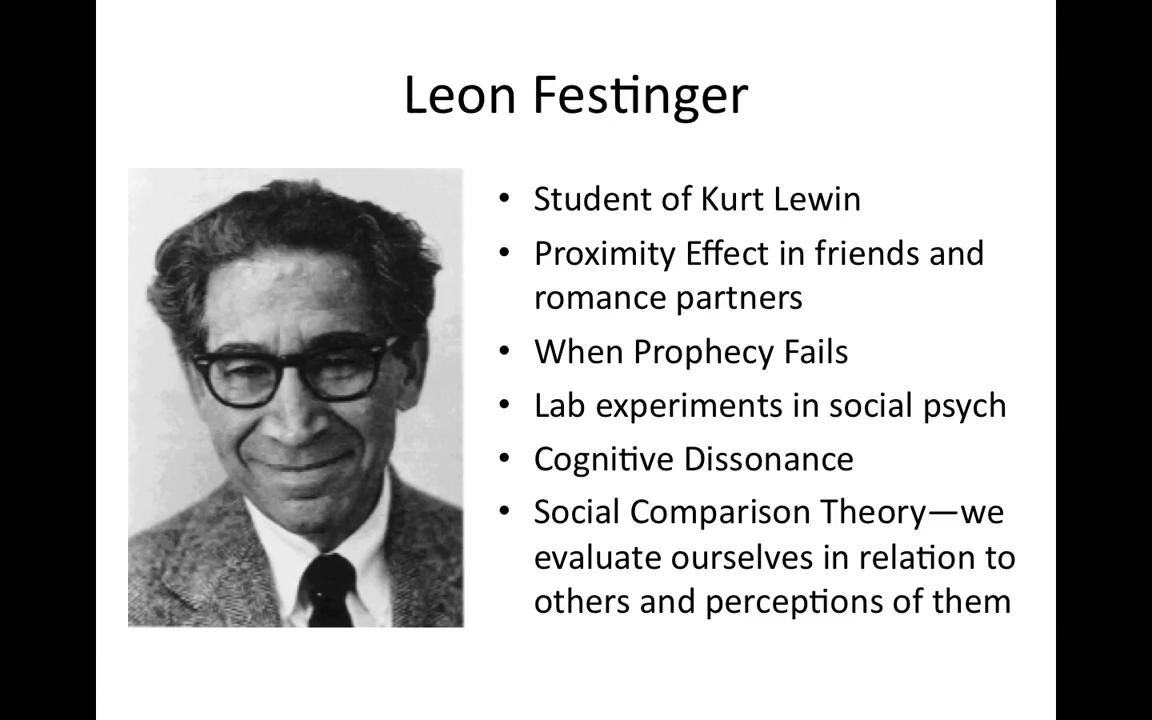 Leon Festinger
• Student of Kurt Lewin
• Proximity Effect in friends and
romance partners
• When Prophecy Fails
• Lab experiments in social psych
• Cognitive Dissonance
• Social Comparison Theory—we
evaluate ourselves in relation to
others and perceptions of them